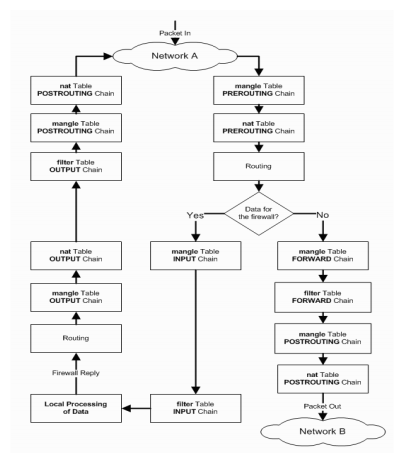 Packet In
Network A
nat Table
POSTROUTING Chain
mangle Table
POSTROUTING Chain
filter Table
OUTPUT Chain
nat Table
OUTPUT Chain
mangle Table
OUTPUT Chain
Routing
Firewall Reply
Local Processing
of Data
mangle Table
PREROUTING Chain
nat Table
PREROUTING Chain
Routing
Data for
the firewall?
Yes
No
mangle Table
INPUT Chain
filter Table
INPUT Chain
mangle Table
FORWARD Chain
filter Table
FORWARD Chain
mangle Table
POSTROUTING Chain
nat Table
POSTROUTING Chain
Packet Out
Network B